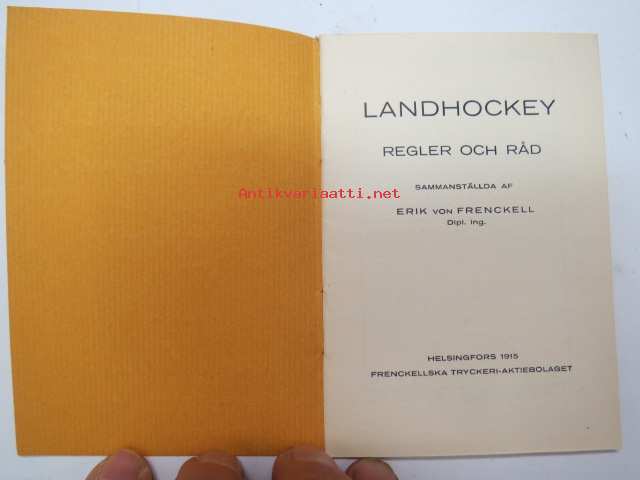 LANDHOCKEY
REGLER OCH RÅD
SAMMANSTÄLLDA AF
ERIK VON FRENCKELL
Dipl. ing.
HELSINGFORS 1915
FRENCKELLSKA TRYCKERI-AKTIEBOLAGET
Antikvariaatti.net